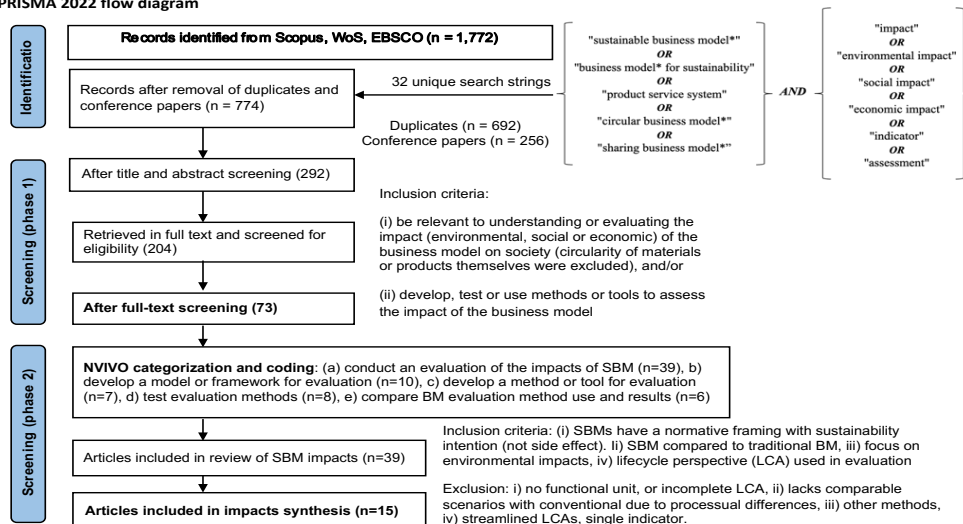 PRISMA 2022 flow diagram
Identificatio
Records identified from Scopus, WoS, EBSCO (n = 1,772)
Records after removal of duplicates and
conference papers (n = 774)
32 unique search strings
Duplicates (n = 692)
Conference papers (n = 256)
"sustainable business model*"
OR
"business model* for sustainability"
OR
"product service system"
OR
"circular business model*"
OR
"sharing business model*"
AND
"impact"
OR
"environmental impact"
OR
"social impact"
OR
"economic impact"
OR
"indicator"
OR
"assessment"
Screening (phase 1)
After title and abstract screening (292)
Retrieved in full text and screened for
eligibility (204)
After full-text screening (73)
Inclusion criteria:
(i) be relevant to understanding or evaluating the
impact (environmental, social or economic) of the
business model on society (circularity of materials
or products themselves were excluded), and/or
(ii) develop, test or use methods or tools to assess
the impact of the business model
Screening (phase 2)
NVIVO categorization and coding: (a) conduct an evaluation of the impacts of SBM (n=39), b)
develop a model or framework for evaluation (n=10), c) develop a method or tool for evaluation
(n=7), d) test evaluation methods (n=8), e) compare BM evaluation method use and results (n=6)
Articles included in review of SBM impacts (n=39)
Articles included in impacts synthesis (n=15)
Inclusion criteria: (i) SBMs have a normative framing with sustainability
intention (not side effect). Ii) SBM compared to traditional BM, iii) focus on
environmental impacts, iv) lifecycle perspective (LCA) used in evaluation
Exclusion: i) no functional unit, or incomplete LCA, ii) lacks comparable
scenarios with conventional due to processual differences, iii) other methods,
iv) streamlined LCAs, single indicator.